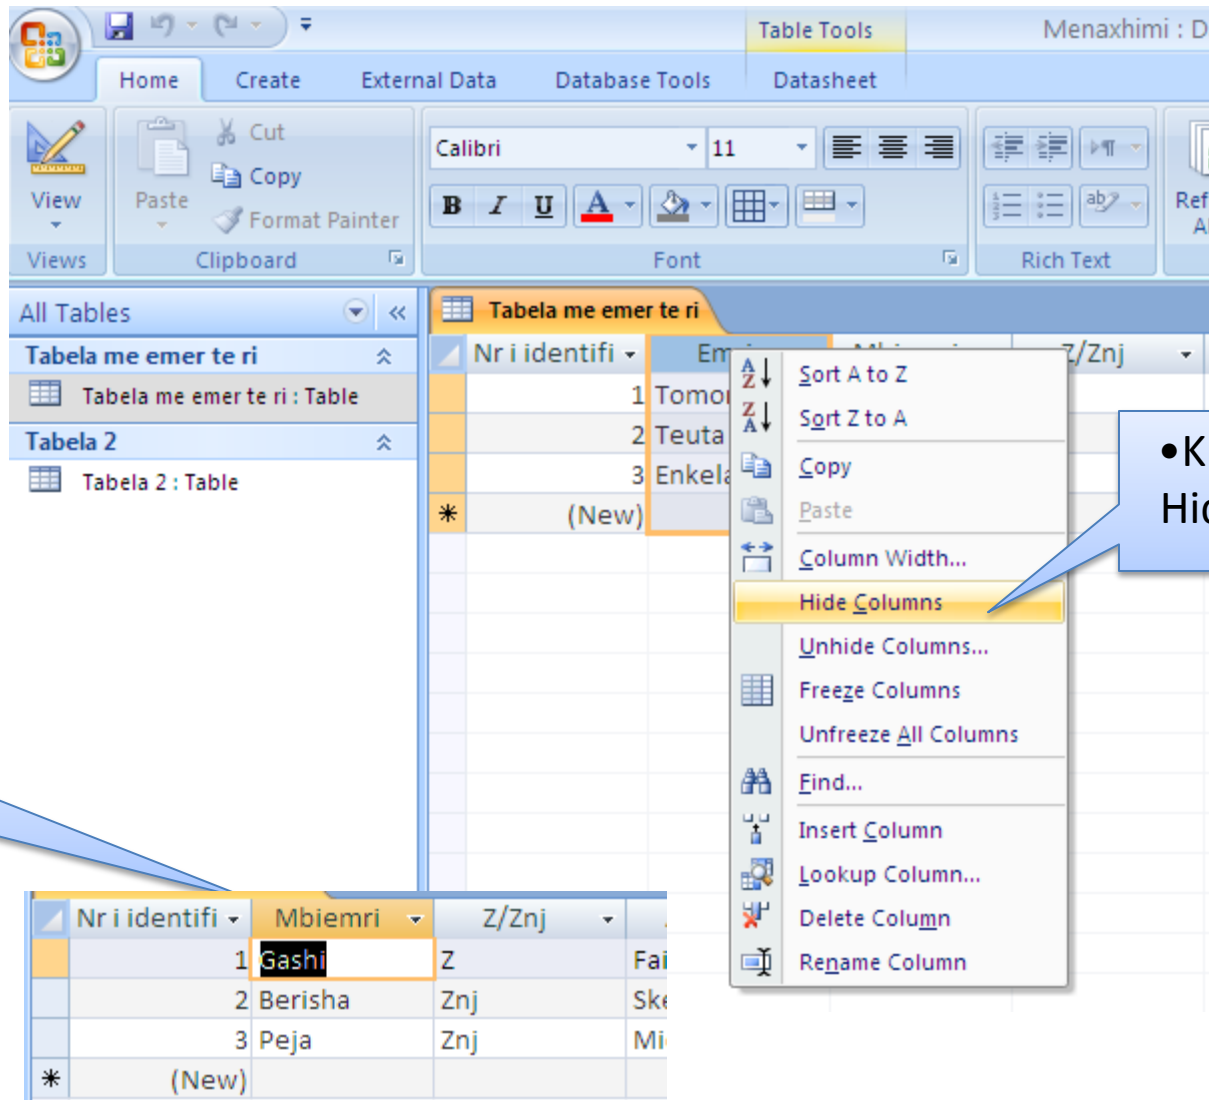 Table Tools
Menaxhimi : D
Home Create External Data Database Tools Datasheet
View
Paste
Cut
Copy
Format Painter
Calibri 11
B I U A
Views Clipboard Font Rich Text
All Tables
Tabela me emer te ri
Tabela me emer te ri : Table
Tabela 2
Tabela 2 : Table
Tabela me emer te ri
Nr i identifi Z/Znj
1
2 Teuta
3
(New)
Sort A to Z
Sort Z to A
Copy
Paste
Column Width...
Hide Columns
Unhide Columns...
Freeze Columns
Unfreeze All Columns
Find...
Insert Column
Lookup Column...
Delete Column
Rename Column
Nr i identifi Mbiemri Z/Znj
1 Gashi Z
2 Berisha Znj
3 Peja Znj
(New)